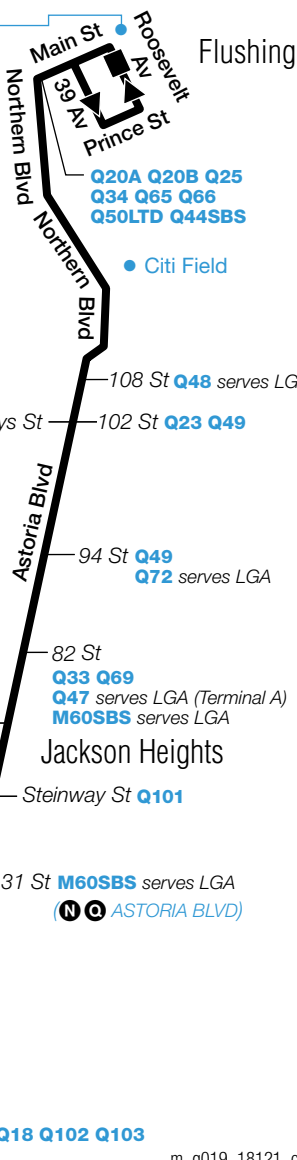 Main St
Roosevelt
Av
Flushing
39 Av
Prince St
Northern Blvd
Q20A Q20B Q25
Q34 Q65 Q66
Q50LTD Q44SBS
Northern
Blvd
Citi Field
108 St Q48 serves LG
ys St
102 St Q23 Q49
Astoria Blvd
94 St Q49
Q72 serves LGA
82 St
Q33 Q69
Q47 serves LGA (Terminal A)
M60SBS serves LGA
Jackson Heights
Steinway St Q101
31 St M60SBS serves LGA
(N Q ASTORIA BLVD)
Q18 Q102 Q103